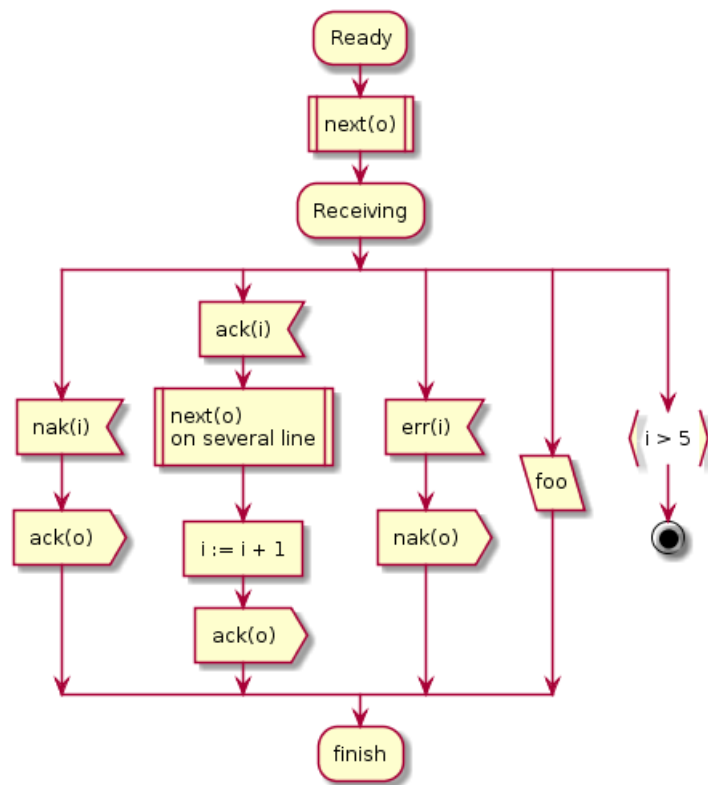 Ready
next(o)
Receiving
nak(i)
ack(o)
ack(i)
next(o)
on several line
i := i + 1
ack(o)
err(i)
nak(o)
foo
i > 5
finish